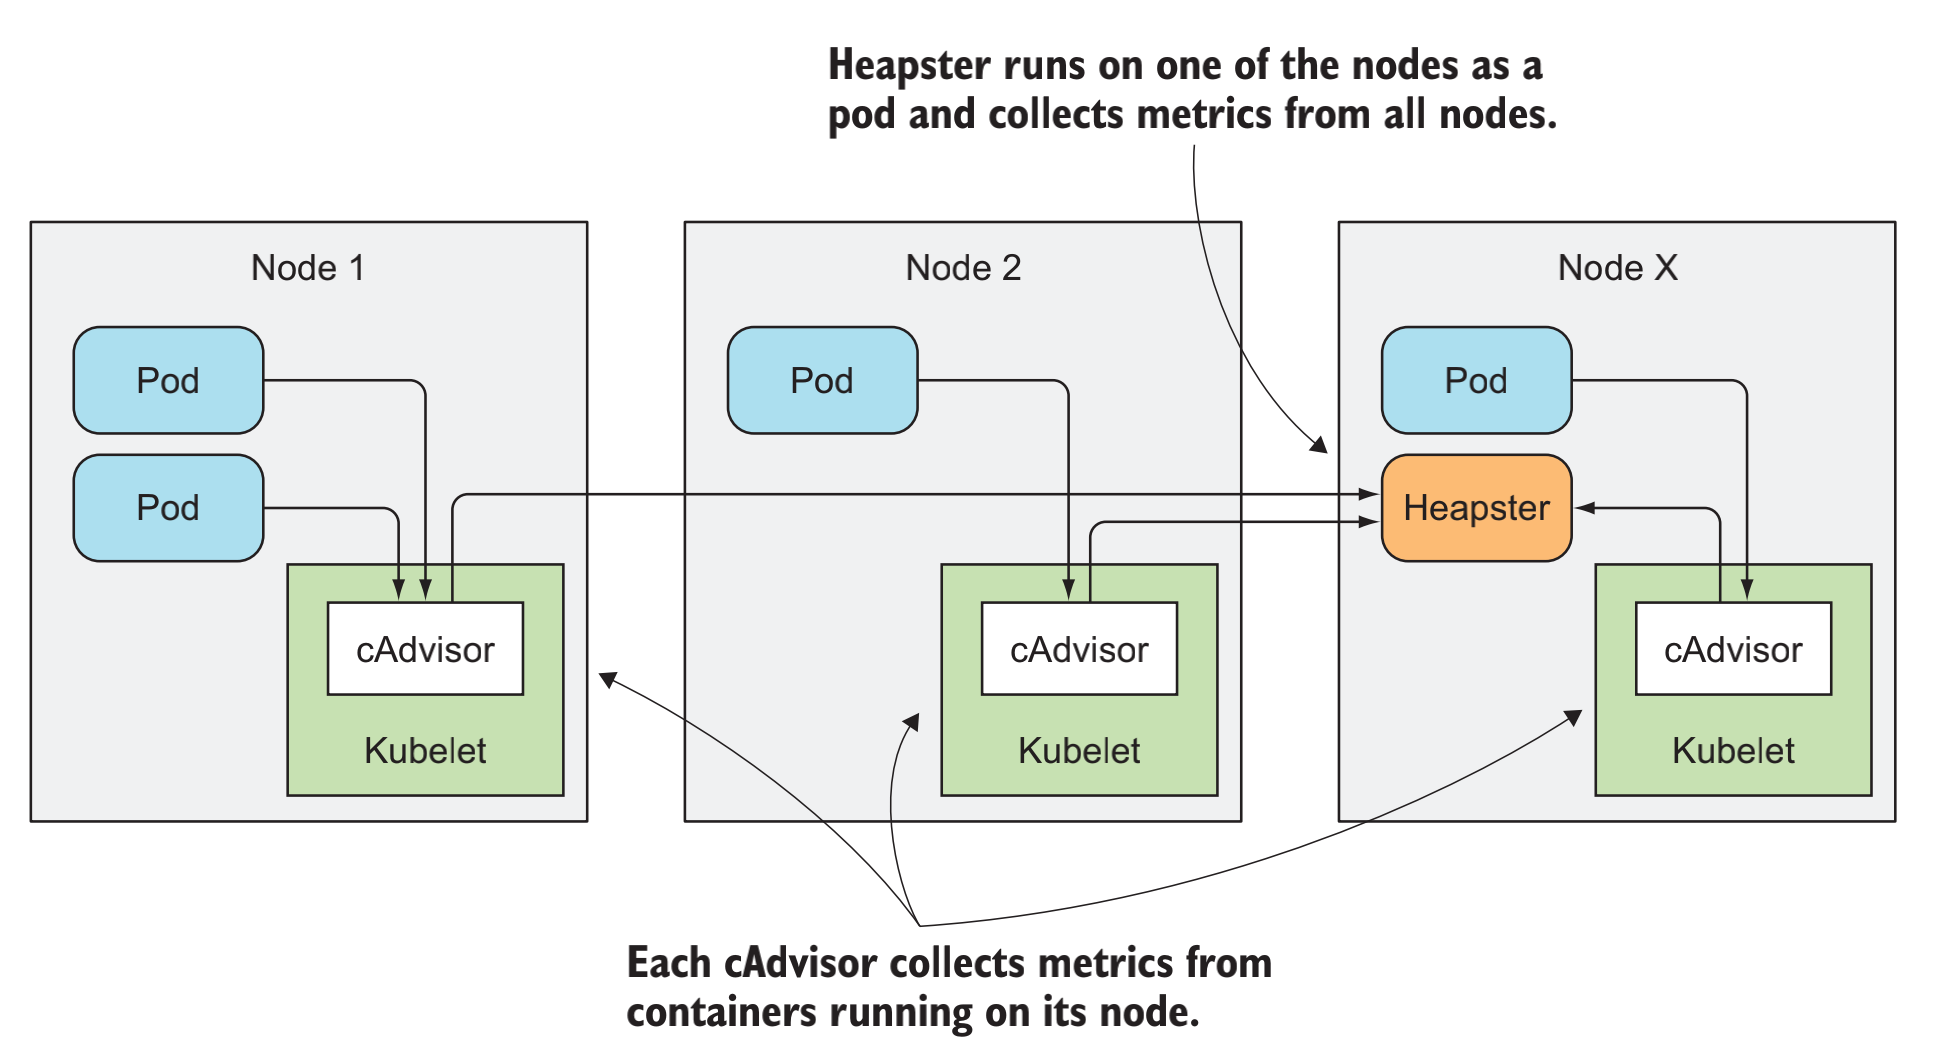 Heapster runs on one of the nodes as a
pod and collects metrics from all nodes.
Node 1
Pod
Pod
cAdvisor
Kubelet
Node 2
Pod
cAdvisor
Kubelet
Node X
Pod
Heapster
cAdvisor
Kubelet
Each cAdvisor collects metrics from
containers running on its node.